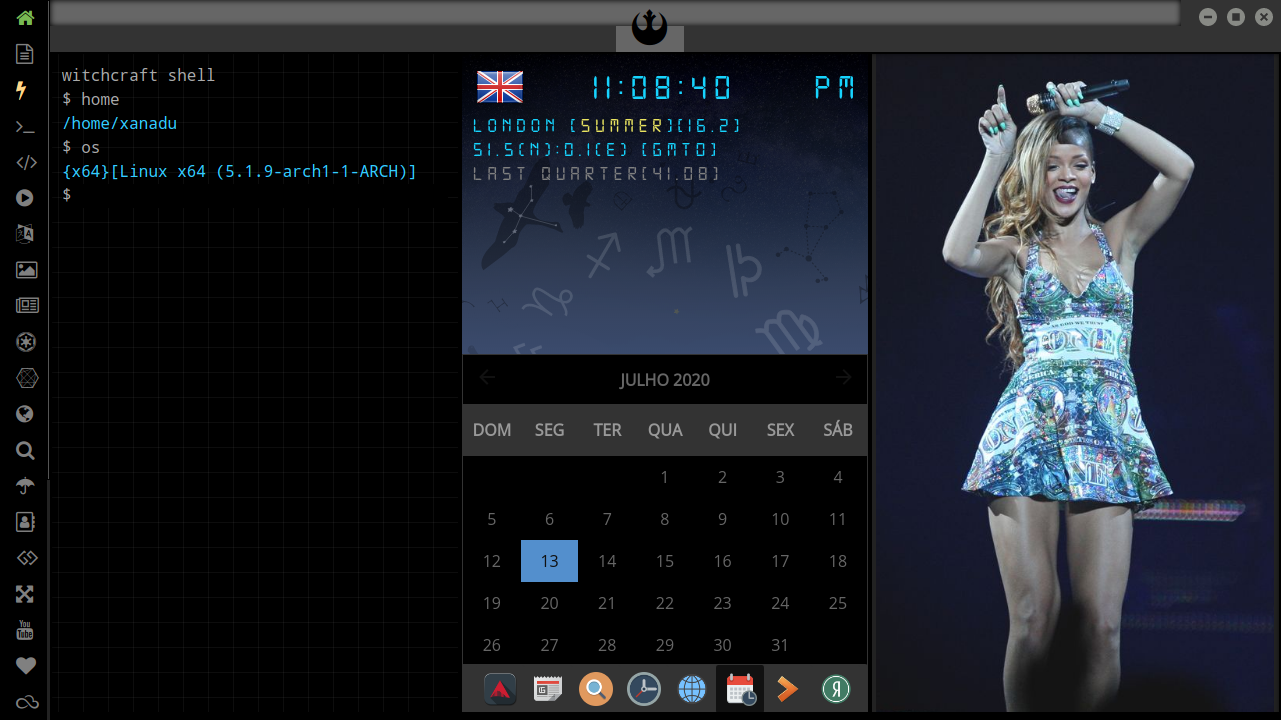 witchcraft shell
$ home
/home/xanadu
$ os
{x64}[Linux x64 (5.1.9-arch1-1-ARCH)]
$
11:08:40 PM
LONDON [SUMMER][16.2]
51.5(N):0.1(E) [GMT0]
LAST QUARTER[41.08]
JULHO 2020
DOM SEG TER QUA QUI SEX SÁB
1 2 3 4
5 6 7 8 9 10 11
12 13 14 15 16 17 18
19 20 21 22 23 24 25
26 27 28 29 30 31
You
Tube
ONE
ONE
Я